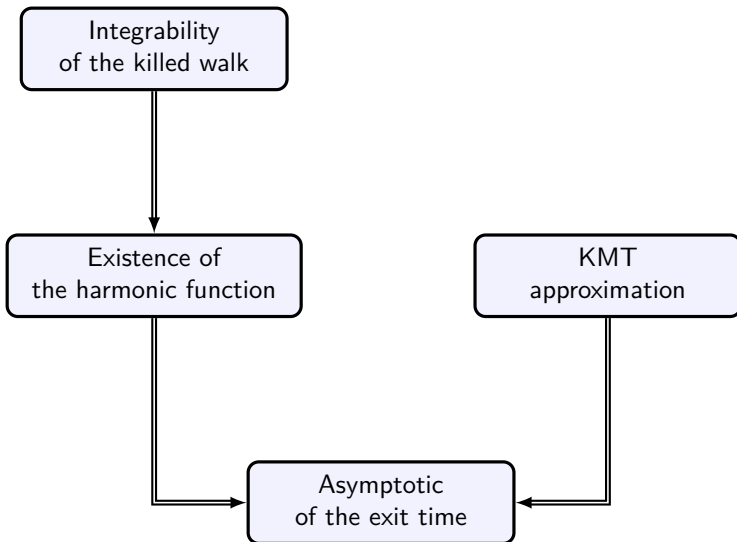 Integrability
of the killed walk
Existence of
the harmonic function
KMT
approximation
Asymptotic
of the exit time